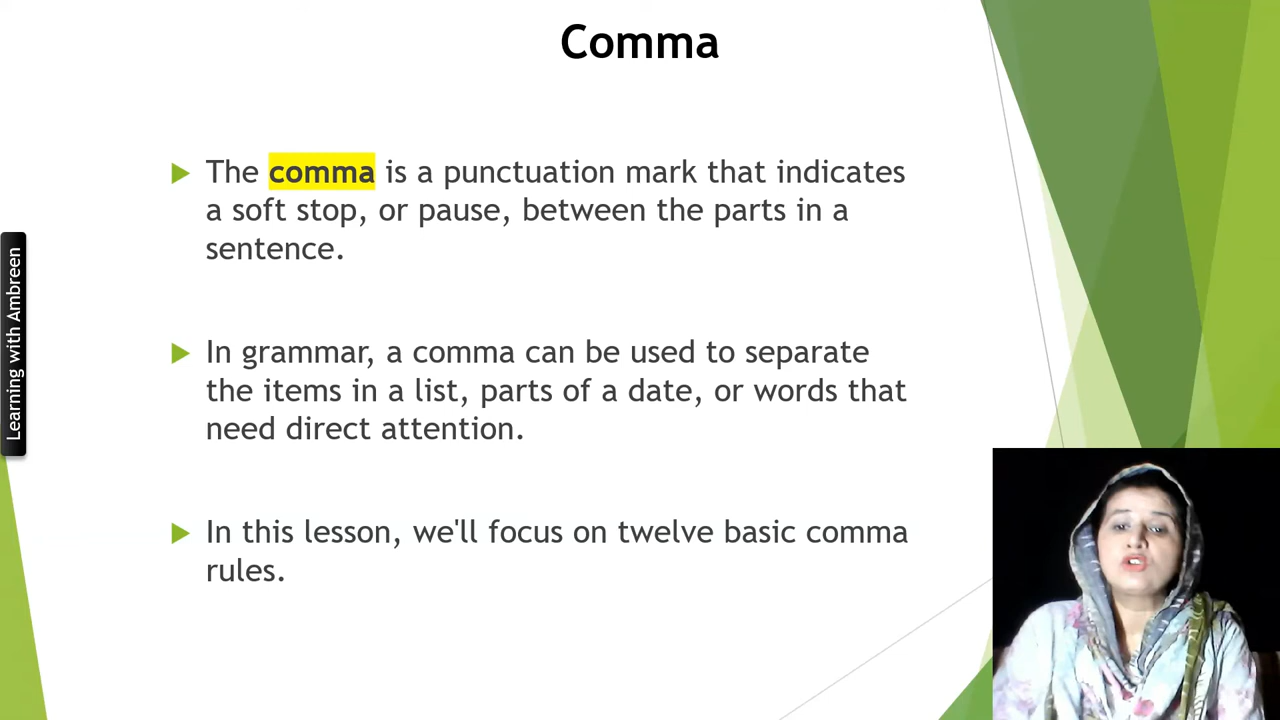 Comma
The comma is a punctuation mark that indicates
a soft stop, or pause, between the parts in a
sentence.
In grammar, a comma can be used to separate
the items in a list, parts of a date, or words that
need direct attention.
In this lesson, we'll focus on twelve basic comma
rules.
Learning with Ambreen